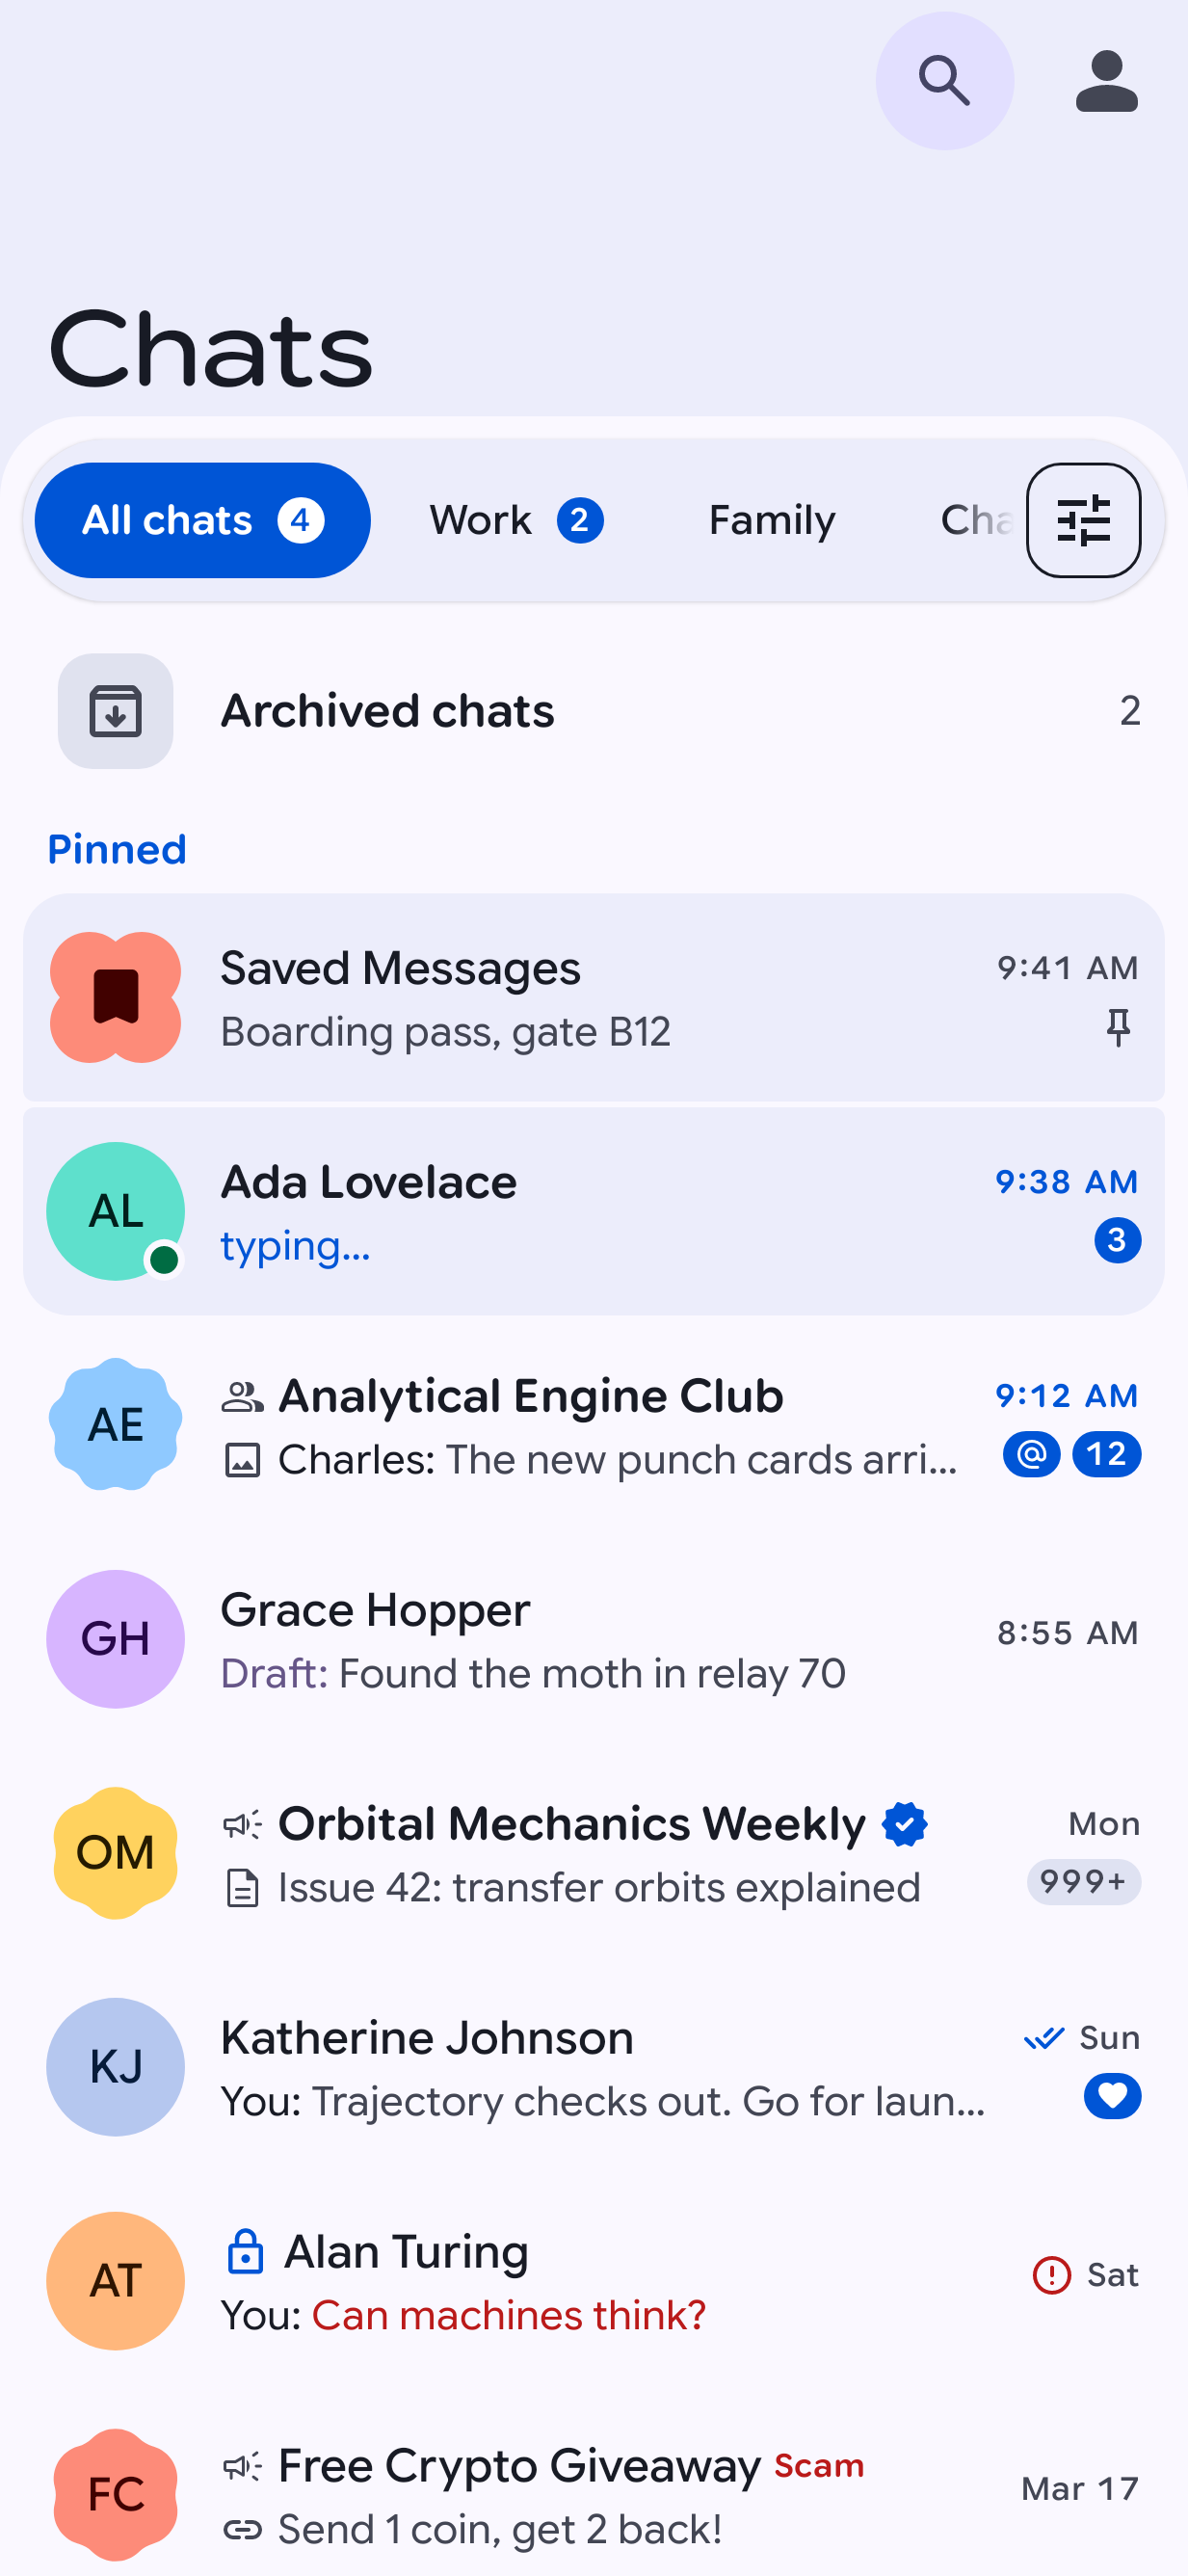 Chats
All chats 4 Work 2 Family Cha
Archived chats 2
Pinned
Saved Messages 9:41 AM
Boarding pass, gate B12
AL Ada Lovelace 9:38 AM
typing... 3
AE Analytical Engine Club 9:12 AM
Charles: The new punch cards arri... @ 12
GH Grace Hopper 8:55 AM
Draft: Found the moth in relay 70
OM Orbital Mechanics Weekly Mon
Issue 42: transfer orbits explained 999+
KJ Katherine Johnson Sun
You: Trajectory checks out. Go for laun...
AT Alan Turing Sat
You: Can machines think?
FC Free Crypto Giveaway Scam Mar 17
Send 1 coin, get 2 back!